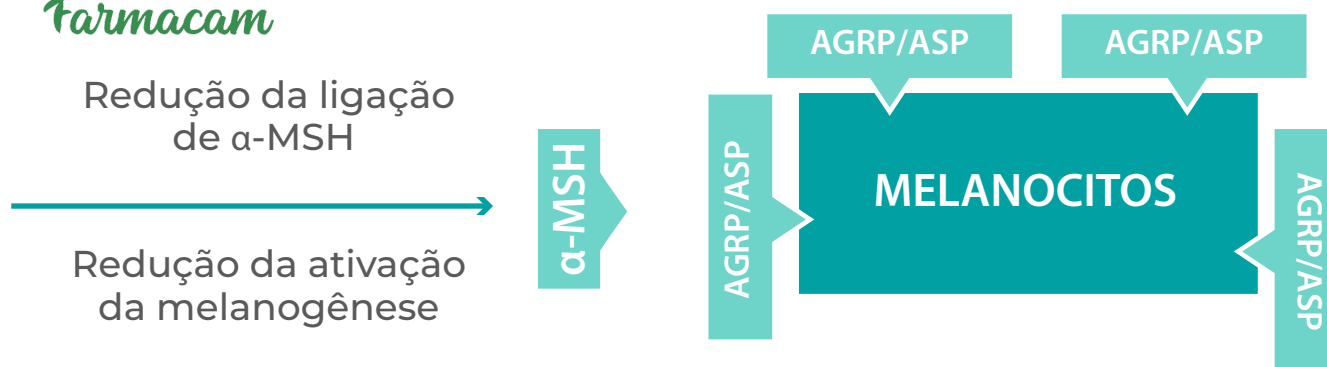 Farmacam
Redução da ligação
de α-MSH
Redução da ativação
da melanogênese
α-MSH
AGRP/ASP
AGRP/ASP
AGRP/ASP
MELANOCITOS
AGRP/ASP